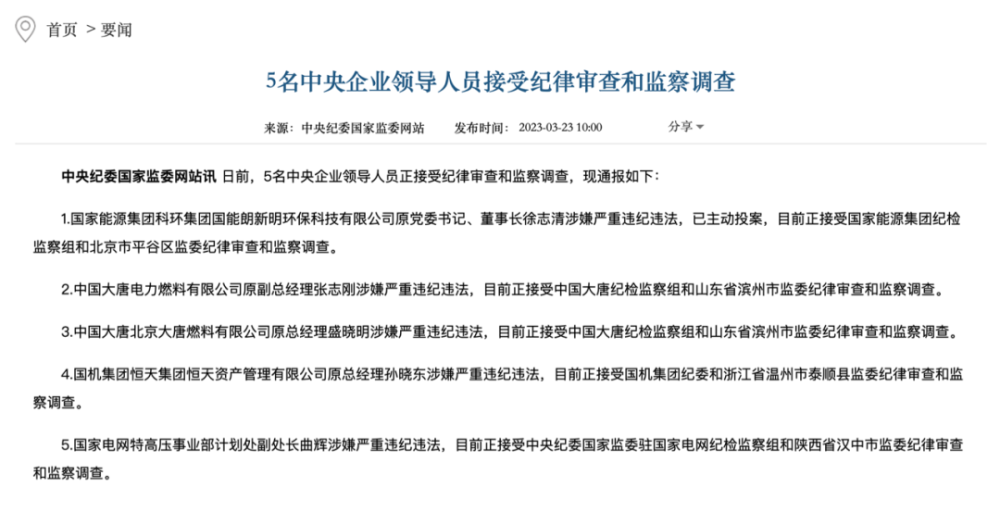 首页 > 要闻
5名中央企业领导人员接受纪律审查和监察调查
来源：中央纪委国家监委网站 发布时间： 2023-03-23 10:00 分享
中央纪委国家监委网站讯 日前，5名中央企业领导人员正接受纪律审查和监察调查，现通报如下：
1.国家能源集团科环集团国能朗新明环保科技有限公司原党委书记、董事长徐志清涉嫌严重违纪违法，已主动投案，目前正接受国家能源集团纪检
监察组和北京市平谷区监委纪律审查和监察调查。
2.中国大唐电力燃料有限公司原副总经理张志刚涉嫌严重违纪违法，目前正接受中国大唐纪检监察组和山东省滨州市监委纪律审查和监察调查。
3.中国大唐北京大唐燃料有限公司原总经理盛晓明涉嫌严重违纪违法，目前正接受中国大唐纪检监察组和山东省滨州市监委纪律审查和监察调查。
4.国机集团恒天集团恒天资产管理有限公司原总经理孙晓东涉嫌严重违纪违法，目前正接受国机集团纪委和浙江省温州市泰顺县监委纪律审查和监
察调查。
5.国家电网特高压事业部计划处副处长曲辉涉嫌严重违纪违法，目前正接受中央纪委国家监委驻国家电网纪检监察组和陕西省汉中市监委纪律审查
和监察调查。